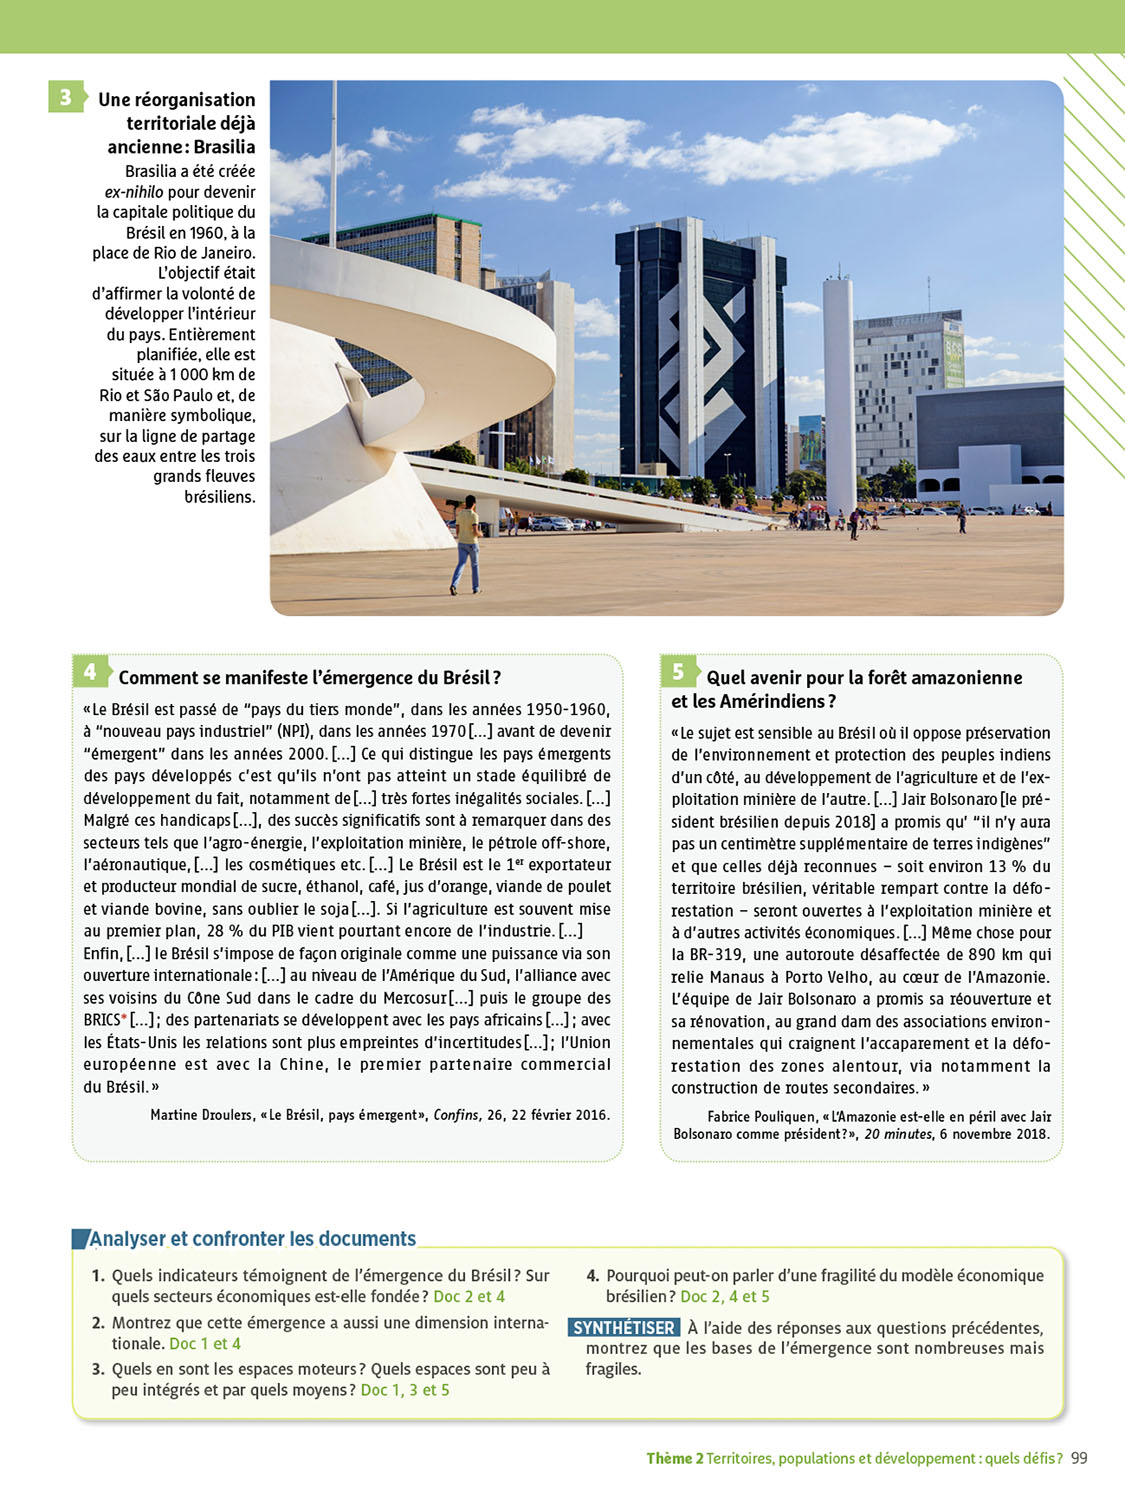 3
Une réorganisation
territoriale déjà
ancienne : Brasilia
Brasilia a été créée
ex-nihilo pour devenir
la capitale politique du
Brésil en 1960, à la
place de Rio de Janeiro.
L'objectif était
d'affirmer la volonté de
développer l'intérieur
du pays. Entièrement
planifiée, elle est
située à 1 000 km de
Rio et São Paulo et, de
manière symbolique,
sur la ligne de partage
des eaux entre les trois
grands fleuves
brésiliens.
4 Comment se manifeste l'émergence du Brésil ?
« Le Brésil est passé de “pays du tiers monde”, dans les années 1950-1960,
à “nouveau pays industriel” (NPI), dans les années 1970 [...] avant de devenir
“émergent” dans les années 2000. [...] Ce qui distingue les pays émergents
des pays développés c'est qu'ils n'ont pas atteint un stade équilibré de
développement du fait, notamment de [...] très fortes inégalités sociales. [...]
Malgré ces handicaps [...], des succès significatifs sont à remarquer dans des
secteurs tels que l'agro-énergie, l'exploitation minière, le pétrole off-shore,
l'aéronautique, [...] les cosmétiques etc. [...] Le Brésil est le 1er exportateur
et producteur mondial de sucre, éthanol, café, jus d'orange, viande de poulet
et viande bovine, sans oublier le soja [...]. Si l'agriculture est souvent mise
au premier plan, 28 % du PIB vient pourtant encore de l'industrie. [...]
Enfin, [...] le Brésil s'impose de façon originale comme une puissance via son
ouverture internationale : [...] au niveau de l'Amérique du Sud, l'alliance avec
ses voisins du Cône Sud dans le cadre du Mercosur [...] puis le groupe des
BRICS* [...] ; des partenariats se développent avec les pays africains [...] ; avec
les États-Unis les relations sont plus empreintes d'incertitudes [...] ; l'Union
européenne est avec la Chine, le premier partenaire commercial
du Brésil. »
Martine Droulers, « Le Brésil, pays émergent », Confins, 26, 22 février 2016.
5 Quel avenir pour la forêt amazonienne
et les Amérindiens ?
« Le sujet est sensible au Brésil où il oppose préservation
de l'environnement et protection des peuples indiens
d'un côté, au développement de l'agriculture et de l'ex-
ploitation minière de l'autre. [...] Jair Bolsonaro [le pré-
sident brésilien depuis 2018] a promis qu' “il n'y aura
pas un centimètre supplémentaire de terres indigènes”
et que celles déjà reconnues – soit environ 13 % du
territoire brésilien, véritable rempart contre la défo-
restation – seront ouvertes à l'exploitation minière et
à d'autres activités économiques. [...] Même chose pour
la BR-319, une autoroute désaffectée de 890 km qui
relie Manaus à Porto Velho, au cœur de l'Amazonie.
L'équipe de Jair Bolsonaro a promis sa réouverture et
sa rénovation, au grand dam des associations environ-
nementales qui craignent l'accaparement et la défo-
restation des zones alentour, via notamment la
construction de routes secondaires. »
Fabrice Pouliquen, « L'Amazonie est-elle en péril avec Jair
Bolsonaro comme président ? », 20 minutes, 6 novembre 2018.
Analyser et confronter les documents
1. Quels indicateurs témoignent de l'émergence du Brésil ? Sur
quels secteurs économiques est-elle fondée ? Doc 2 et 4
2. Montrez que cette émergence a aussi une dimension interna-
tionale. Doc 1 et 4
3. Quels en sont les espaces moteurs ? Quels espaces sont peu à
peu intégrés et par quels moyens ? Doc 1, 3 et 5
4. Pourquoi peut-on parler d'une fragilité du modèle économique
brésilien ? Doc 2, 4 et 5
SYNTHÉTISER À l'aide des réponses aux questions précédentes,
montrez que les bases de l'émergence sont nombreuses mais
fragiles.
Thème 2 Territoires, populations et développement : quels défis ? 99